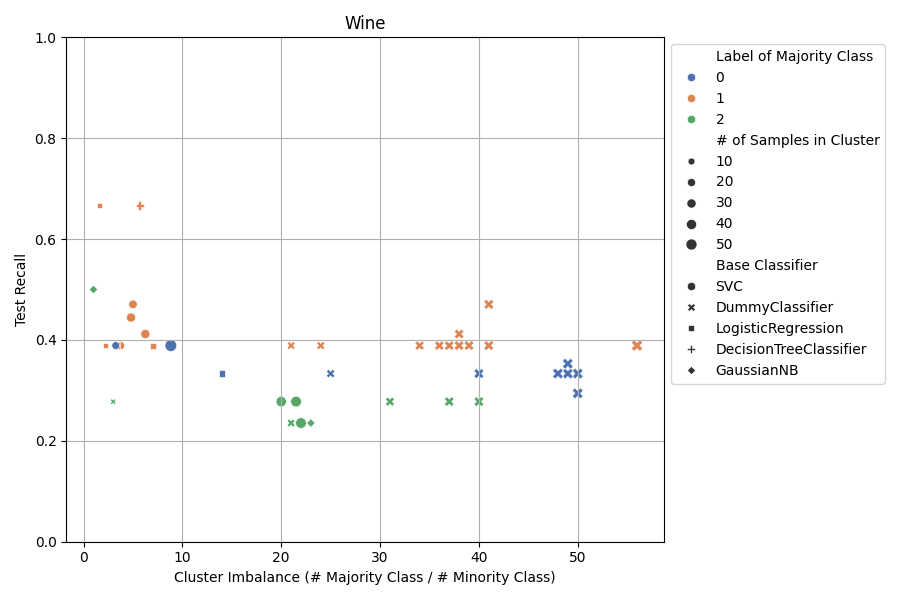 Wine
1.0
0.8
0.6
0.4
0.2
0.0
Test Recall
0
10
20
30
40
50
Cluster Imbalance (# Majority Class / # Minority Class)
Label of Majority Class
0
1
2
# of Samples in Cluster
10
20
30
40
50
Base Classifier
SVC
DummyClassifier
LogisticRegression
DecisionTreeClassifier
GaussianNB